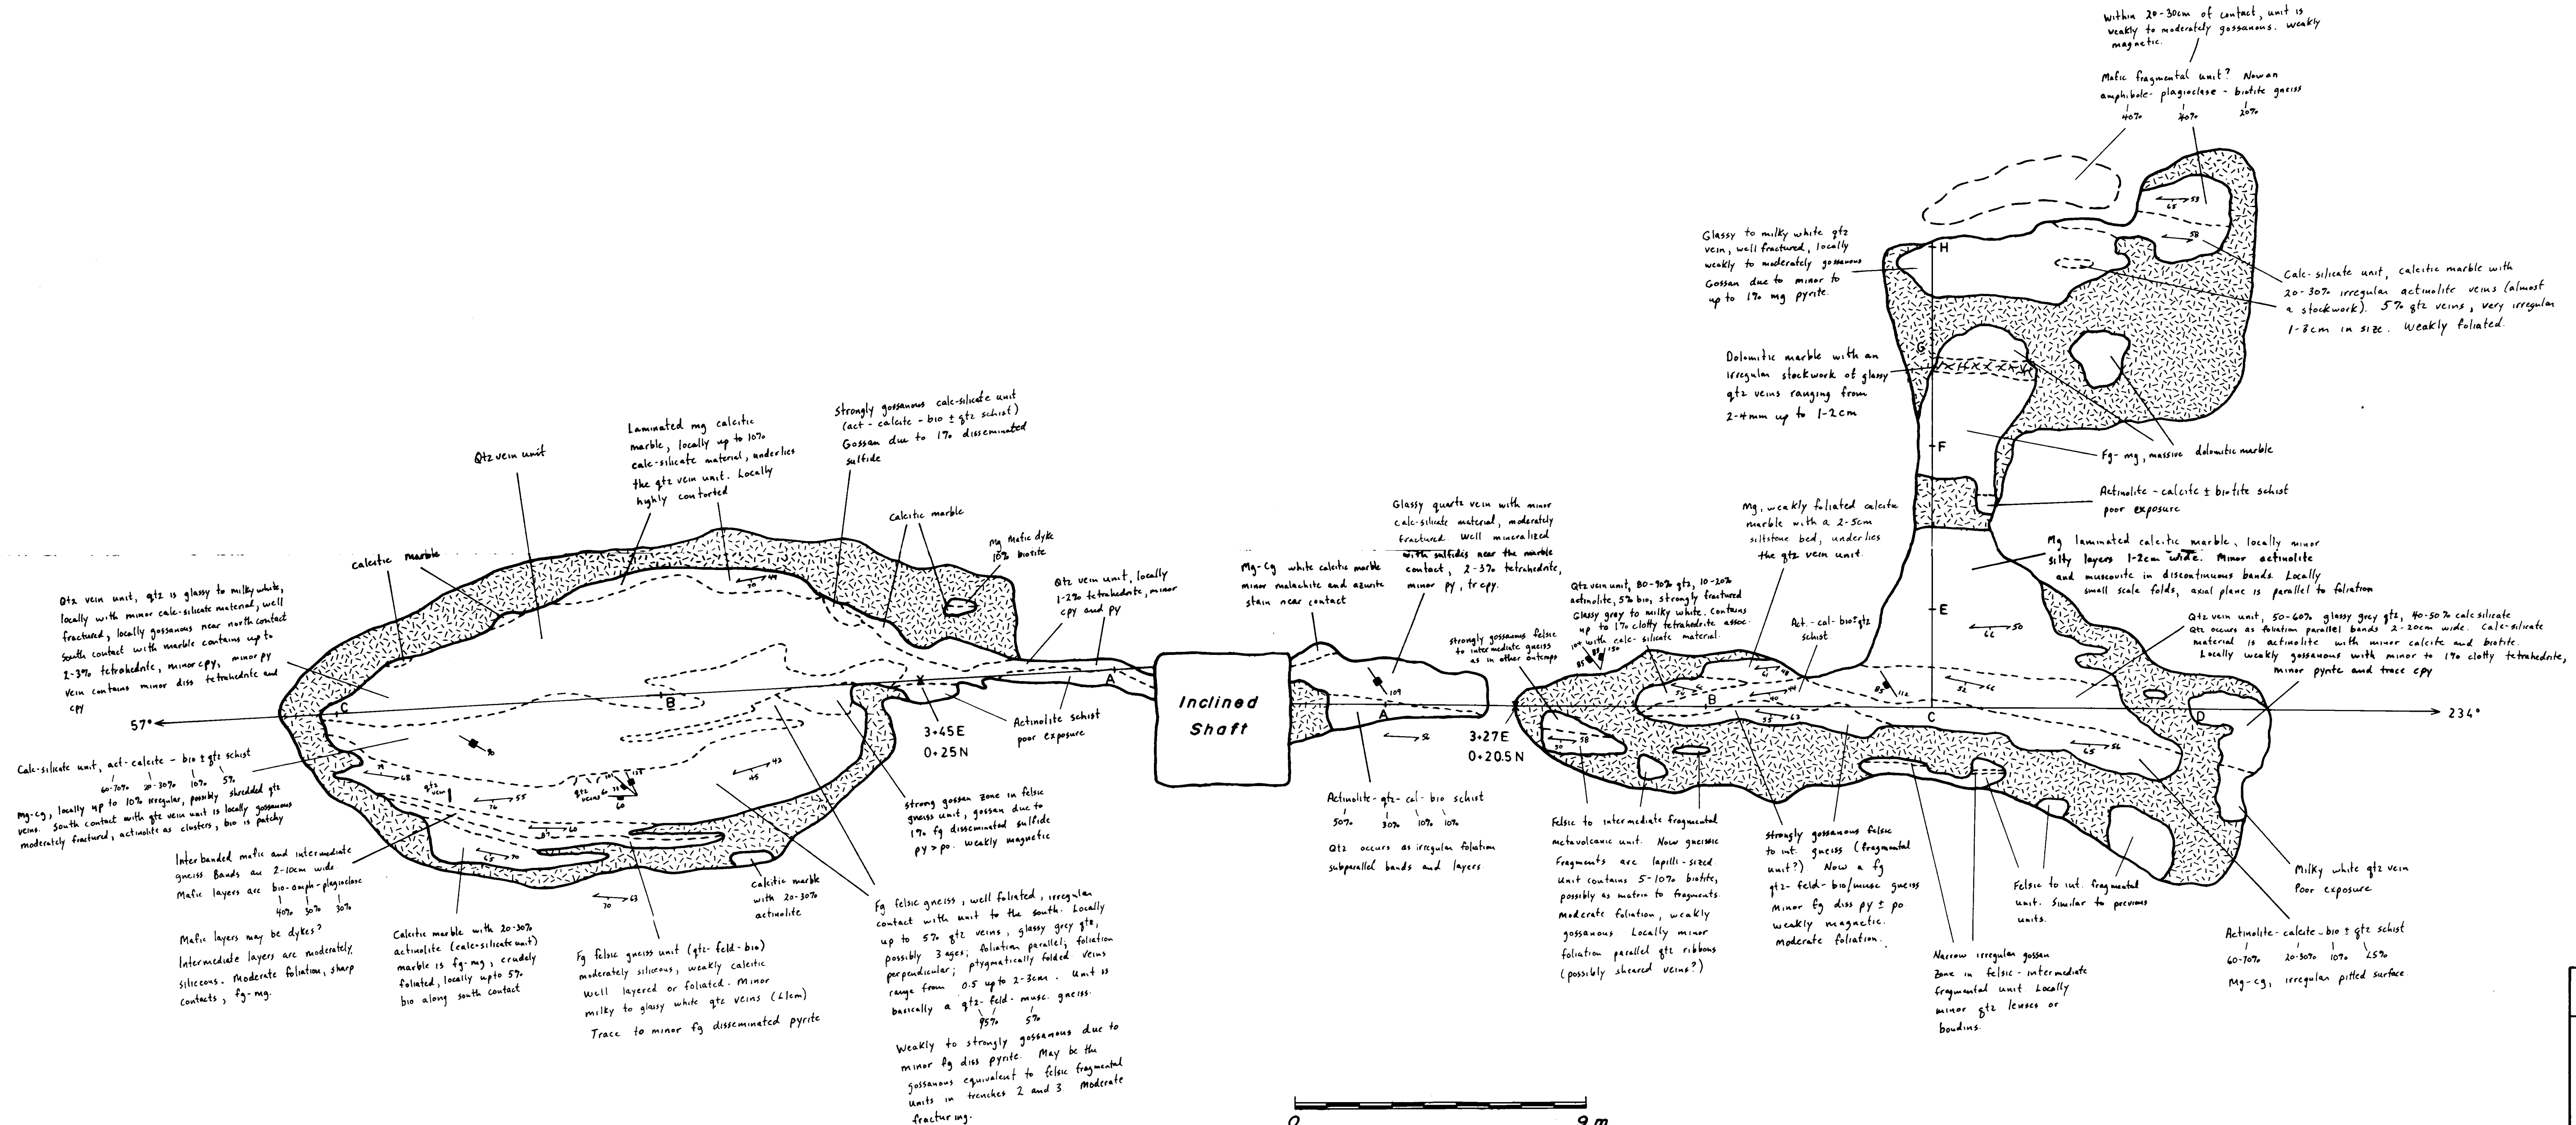 Within 20-30cm of contact, unit is
weakly to moderately gossanous. weakly
magnetic.
Mafic fragmental unit? Now an
amphibole- plagioclase - biotite gneiss
40% 40% 20%
65 53
58
H
Glassy to milky white qtz
vein, well fractured, locally
weakly to moderately gossanous
Gossan due to minor to
up to 1% mg pyrite.
Calc-silicate unit, calcitic marble with
20-30% irregular actinolite veins (almost
a stockwork). 5% qtz veins, very irregular
1-3cm in size. Weakly foliated.
G
Dolomitic marble with an
irregular stockwork of glassy
qtz veins ranging from
2-4mm up to 1-2cm
F
Fg-mg, massive dolomitic marble
Actinolite - calcite ± biotite schist
poor exposure
Qtz vein unit
Laminated mg calcitic
marble, locally up to 10%
calc-silicate material, underlies
the qtz vein unit. Locally
highly contorted
Strongly gossanous calc-silicate unit
(act - calcite - bio ± qtz schist)
Gossan due to 1% disseminated
sulfide
Calcitic marble
mg mafic dyke
10% biotite
Qtz vein unit, locally
1-2% tetrahedrite, minor
cpy and py
calcitic marble
Qtz vein unit, qtz is glassy to milky white,
locally with minor calc-silicate material, well
fractured, locally gossanous near north contact
South contact with marble contains up to
2-3% tetrahedrite, minor cpy, minor py
vein contains minor diss tetrahedrite and
cpy
Mg-Cg white calcitic marble
minor malachite and azurite
stain near contact
Glassy quartz vein with minor
calc-silicate material, moderately
fractured. Well mineralized
with sulfides near the marble
contact, 2-3% tetrahedrite,
minor py, tr cpy.
Mg, weakly foliated calcitic
marble with a 2-5cm
siltstone bed, underlies
the qtz vein unit.
Qtz vein unit, 80-90% qtz, 10-20%
actinolite, 5% bio, strongly fractured
Glassy grey to milky white. Contains
up to 1% clotty tetrahedrite assoc.
with calc-silicate material.
strongly gossanous felsic
to intermediate gneiss
as in other outcrops
Act.-cal-bio±qtz
schist
Mg laminated calcitic marble, locally minor
silty layers 1-2cm wide. Minor actinolite
and muscovite in discontinuous bands. Locally
small scale folds, axial plane is parallel to foliation
E
66 50
Qtz vein unit, 50-60% glassy grey qtz, 40-50% calc silicate
Qtz occurs as foliation parallel bands 2-20cm wide. Calc-silicate
material is actinolite with minor calcite and biotite.
Locally weakly gossanous with minor to 1% clotty tetrahedrite,
minor pyrite and trace cpy
57°
C
B
X
A
Inclined
Shaft
109
A
56
B
C
D
234°
85 112
52 66
55 63
65 56
50 58
3+45E
0+25N
Actinolite schist
poor exposure
3+27E
0+20.5N
Calc-silicate unit, act-calcite - bio ± qtz schist
60-70% 20-30% 10% 5%
mg-cg, locally up to 10% irregular, possibly shredded qtz
veins. South contact with qtz vein unit is locally gossanous
moderately fractured, actinolite as clusters, bio is patchy
90
68
qtz
vein
76 55
qtz
veins
60
45 42
60
65 70
70 63
Interbanded mafic and intermediate
gneiss Bands are 2-10cm wide
Mafic layers are bio-amph-plagioclase
40% 30% 30%
Mafic layers may be dykes?
Intermediate layers are moderately
siliceous. Moderate foliation, sharp
contacts, fg-mg.
Calcitic marble with 20-30%
actinolite (calc-silicate unit)
marble is fg-mg, crudely
foliated, locally up to 5%
bio along south contact
Fg felsic gneiss unit (qtz-feld-bio)
moderately siliceous, weakly calcitic
well layered or foliated. Minor
milky to glassy white qtz veins (<1cm)
Trace to minor fg disseminated pyrite
Calcitic marble
with 20-30%
actinolite
strong gossan zone in felsic
gneiss unit, gossan due to
1% fg disseminated sulfide
py > po. weakly magnetic
Fg felsic gneiss, well foliated, irregular
contact with unit to the south. Locally
up to 5% qtz veins, glassy grey qtz,
possibly 3 ages; foliation parallel; foliation
perpendicular; ptygmatically folded veins
range from 0.5 up to 2-3cm. Unit is
basically a qtz-feld-musc. gneiss.
95% 5%
Weakly to strongly gossanous due to
minor fg diss pyrite. May be the
gossanous equivalent to felsic fragmental
units in trenches 2 and 3. Moderate
fracturing.
Actinolite-qtz-cal-bio schist
50% 30% 10% 10%
Qtz occurs as irregular foliation
subparallel bands and layers
Felsic to intermediate fragmental
metavolcanic unit. Now gneissic
Fragments are lapilli-sized
Unit contains 5-10% biotite,
possibly as matrix to fragments.
Moderate foliation, weakly
gossanous Locally minor
foliation parallel qtz ribbons
(possibly sheared veins?)
strongly gossanous felsic
to int. gneiss (fragmental
unit?). Now a fg
qtz-feld-bio/musc gneiss
Minor fg diss py ± po
weakly magnetic.
Moderate foliation.
Narrow irregular gossan
zone in felsic-intermediate
fragmental unit. Locally
minor qtz lenses or
boudins.
Felsic to int. fragmental
unit. Similar to previous
units.
Milky white qtz vein
Poor exposure
Actinolite-calcite-bio ± qtz schist
60-70% 20-30% 10% <5%
Mg-cg, irregular pitted surface
0 9 m